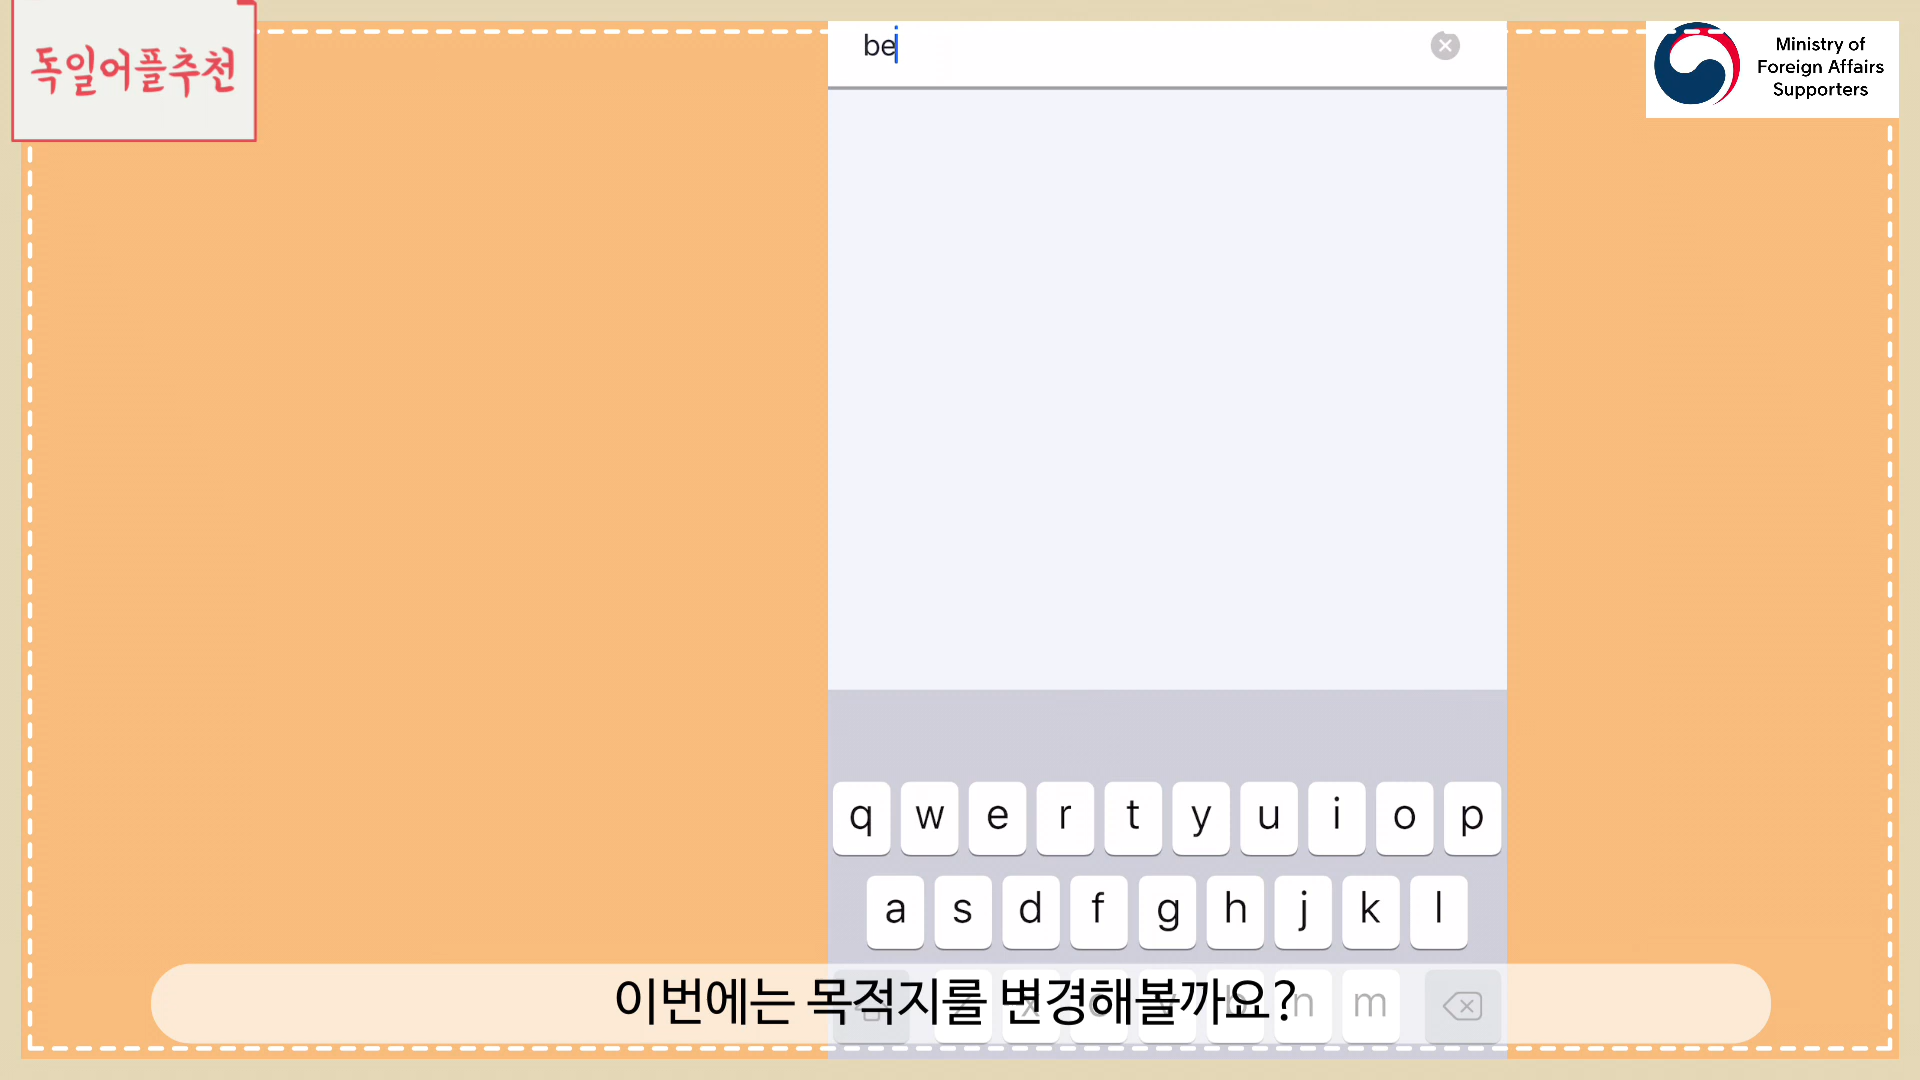 독일어플추천
be
Ministry of
Foreign Affairs
Supporters
q w e r t y u i o p
a s d f g h j k l
z x c v b n m
이번에는 목적지를 변경해볼까요?